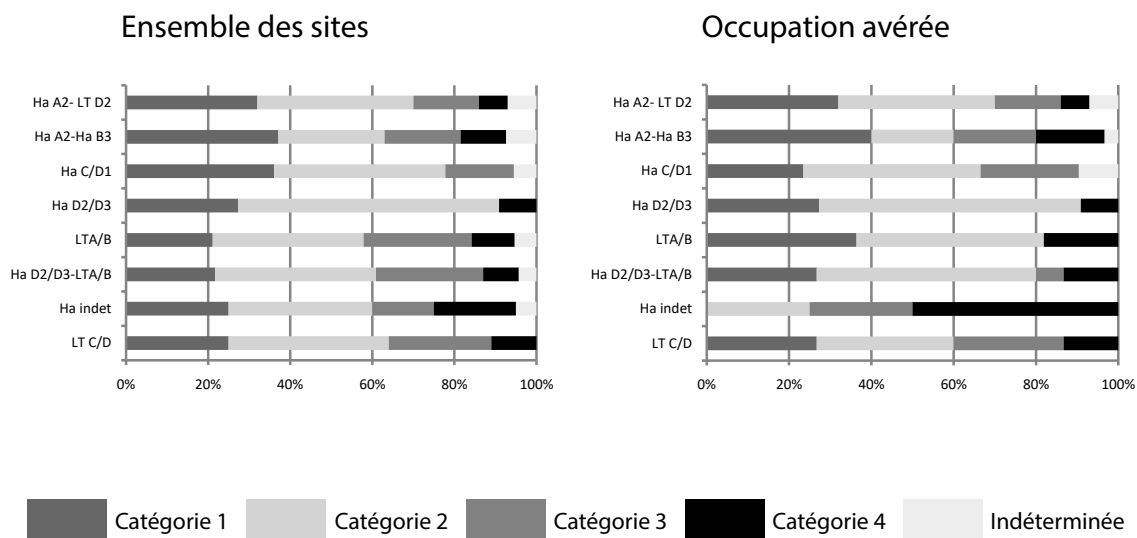 Ensemble des sites
Ha A2- LT D2
Ha A2-Ha B3
Ha C/D1
Ha D2/D3
LTA/B
Ha D2/D3-LTA/B
Ha indet
LT C/D
0% 20% 40% 60% 80% 100%
Occupation avérée
Ha A2- LT D2
Ha A2-Ha B3
Ha C/D1
Ha D2/D3
LTA/B
Ha D2/D3-LTA/B
Ha indet
LT C/D
0% 20% 40% 60% 80% 100%
Catégorie 1 Catégorie 2 Catégorie 3 Catégorie 4 Indéterminée